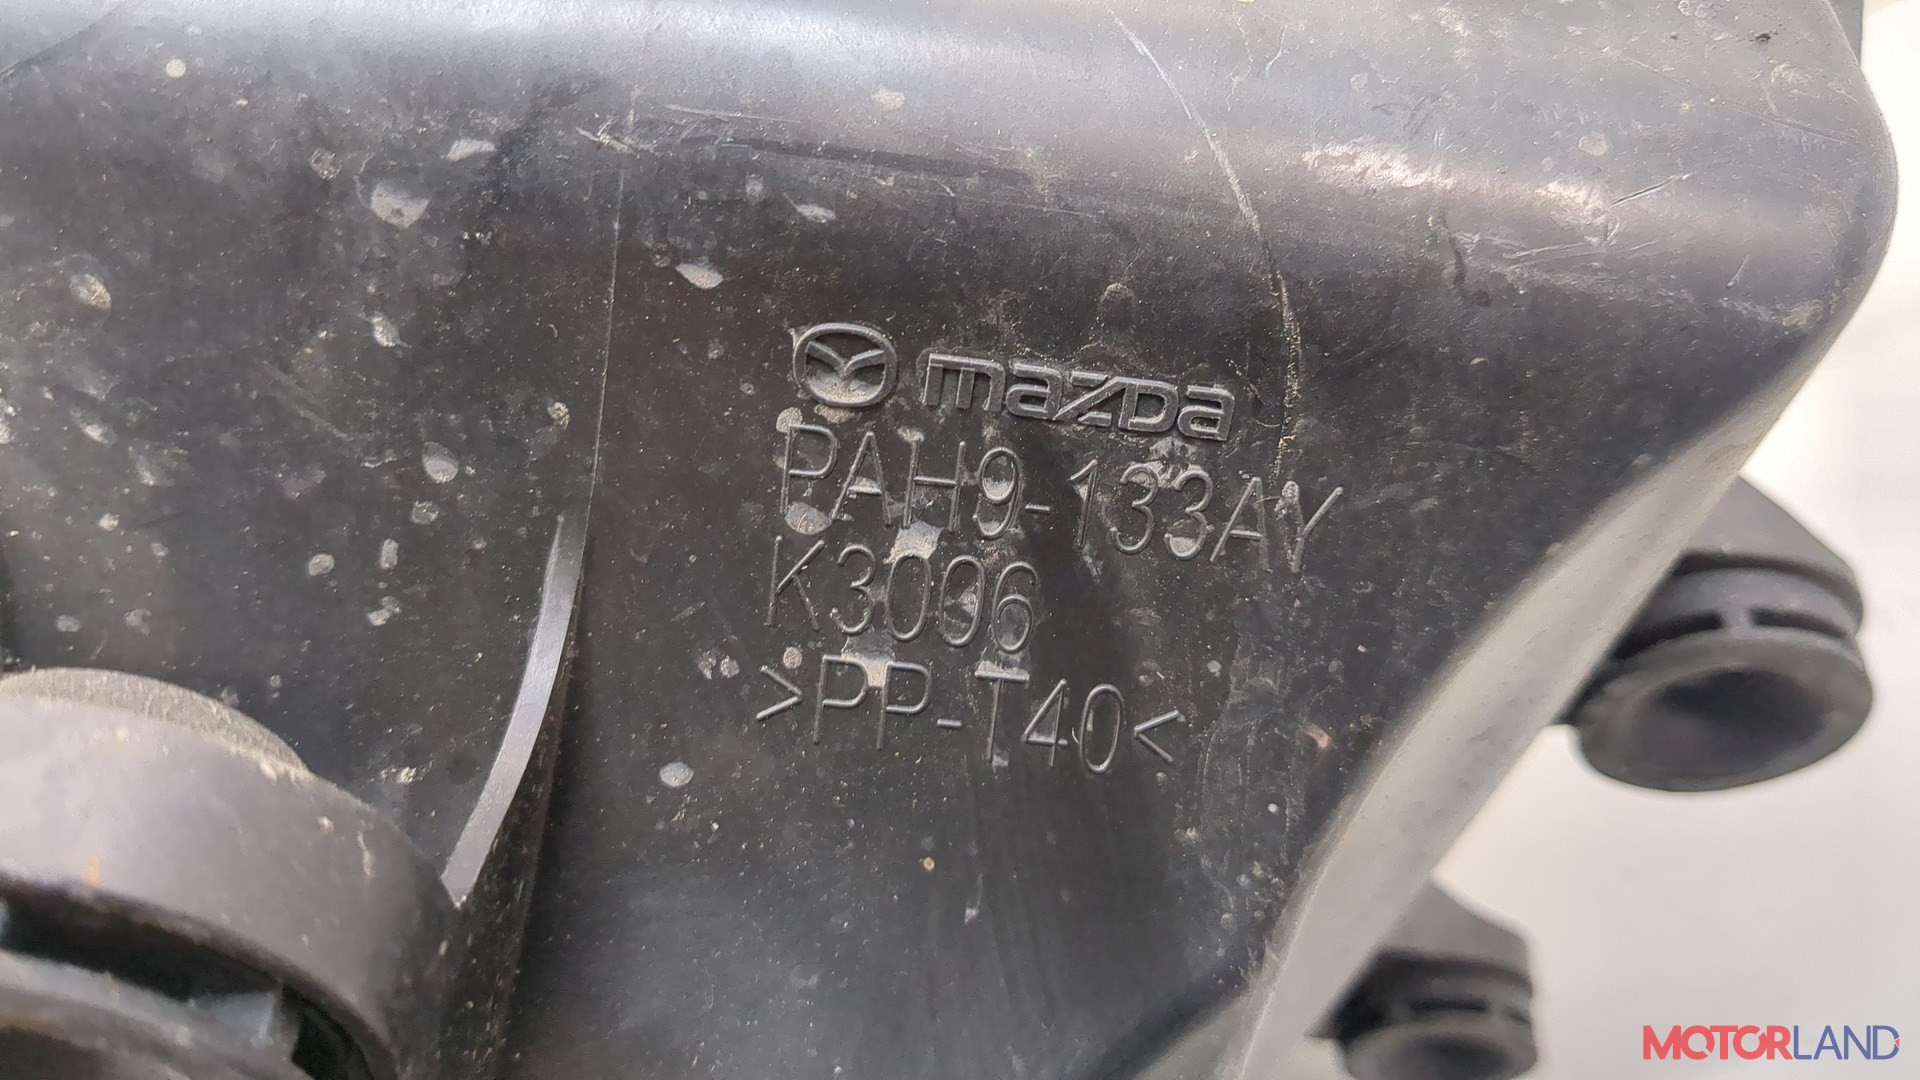 mazda
PAH9-133AY
K3006
>PP-T40<
MOTORLAND